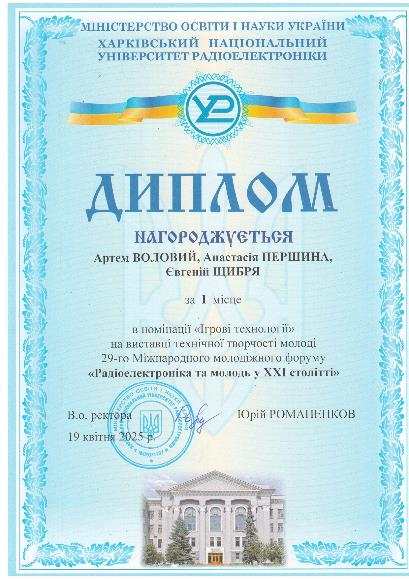 МІНІСТЕРСТВО ОСВІТИ І НАУКИ УКРАЇНИ
ХАРКІВСЬКИЙ НАЦІОНАЛЬНИЙ
УНІВЕРСИТЕТ РАДІОЕЛЕКТРОНІКИ
ДИПЛОМ
НАГОРОДЖУЄТЬСЯ
Артем ВОЛОВИЙ, Анастасія ПЕРШИНА,
Євгеній ЩИБРЯ
за І місце
в номінації «Ігрові технології»
на виставці технічної творчості молоді
29-го Міжнародного молодіжного форуму
«Радіоелектроніка та молодь у ХХІ столітті»
В.о. ректора Юрій РОМАНЕНКОВ
19 квітня 2025 р.